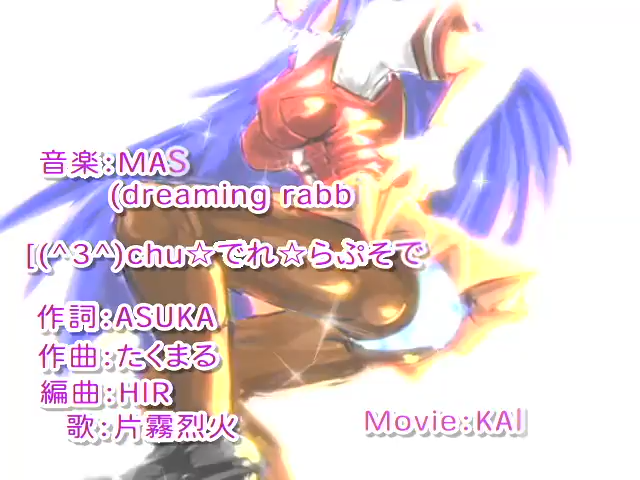 音楽:MAS
(dreaming rabb
[(^3^)chu☆でれ☆らぷそで
作詞:ASUKA
作曲:たくまる
編曲:HIR
歌:片霧烈火
Movie:KAI